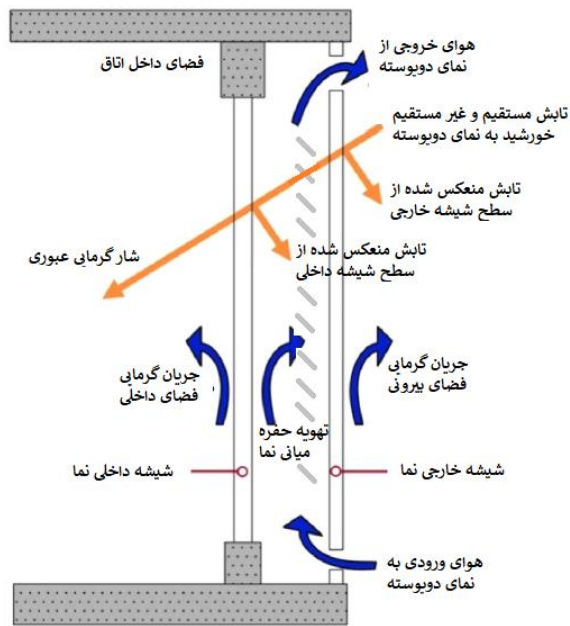 هوای خروجی از
نمای دوپوسته
فضای داخل اتاق
تابش مستقیم و غیر مستقیم
خورشید به نمای دوپوسته
تابش منعکس شده از
سطح شیشه خارجی
تابش منعکس شده از
سطح شیشه داخلی
شار گرمایی عبوری
جریان گرمایی
فضای بیرونی
جریان گرمایی
فضای داخلی
تهویه حفره
میانی نما
شیشه خارجی نما
شیشه داخلی نما
هوای ورودی به
نمای دوپوسته